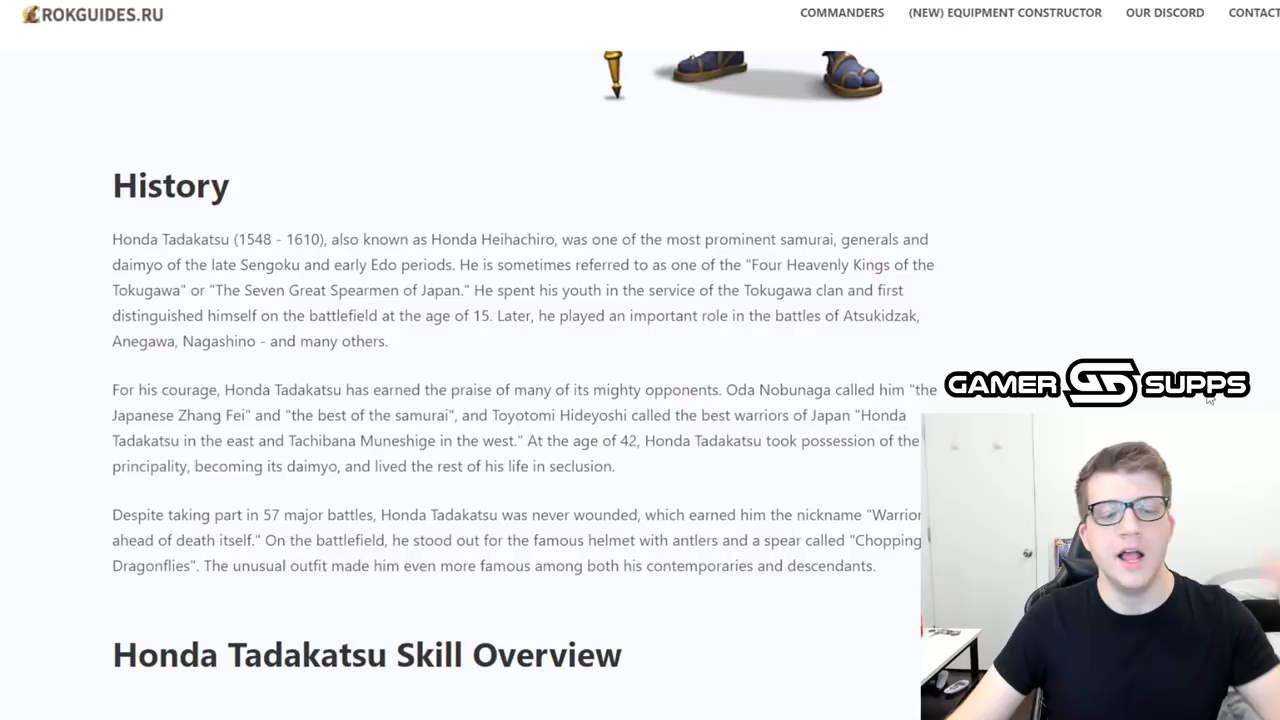 ROKGUIDES.RU
COMMANDERS (NEW) EQUIPMENT CONSTRUCTOR OUR DISCORD CONTACT
History
Honda Tadakatsu (1548 - 1610), also known as Honda Heihachiro, was one of the most prominent samurai, generals and
daimyo of the late Sengoku and early Edo periods. He is sometimes referred to as one of the "Four Heavenly Kings of the
Tokugawa" or "The Seven Great Spearmen of Japan." He spent his youth in the service of the Tokugawa clan and first
distinguished himself on the battlefield at the age of 15. Later, he played an important role in the battles of Atsukidzak,
Anegawa, Nagashino - and many others.
For his courage, Honda Tadakatsu has earned the praise of many of its mighty opponents. Oda Nobunaga called him "the
Japanese Zhang Fei" and "the best of the samurai", and Toyotomi Hideyoshi called the best warriors of Japan "Honda
Tadakatsu in the east and Tachibana Muneshige in the west." At the age of 42, Honda Tadakatsu took possession of the
principality, becoming its daimyo, and lived the rest of his life in seclusion.
Despite taking part in 57 major battles, Honda Tadakatsu was never wounded, which earned him the nickname "Warrior
ahead of death itself." On the battlefield, he stood out for the famous helmet with antlers and a spear called "Chopping
Dragonflies". The unusual outfit made him even more famous among both his contemporaries and descendants.
GAMER SUPPS
Honda Tadakatsu Skill Overview